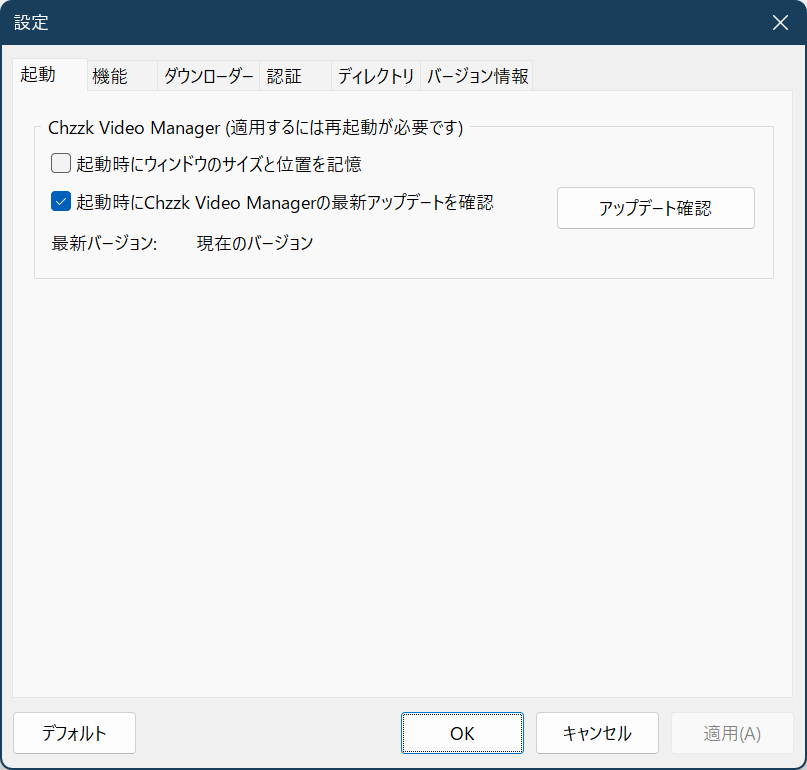 設定
起動 機能 ダウンローダー 認証 ディレクトリ バージョン情報
Chzzk Video Manager (適用するには再起動が必要です)
起動時にウィンドウのサイズと位置を記憶
起動時にChzzk Video Managerの最新アップデートを確認
アップデート確認
最新バージョン: 現在のバージョン
デフォルト OK キャンセル 適用(A)